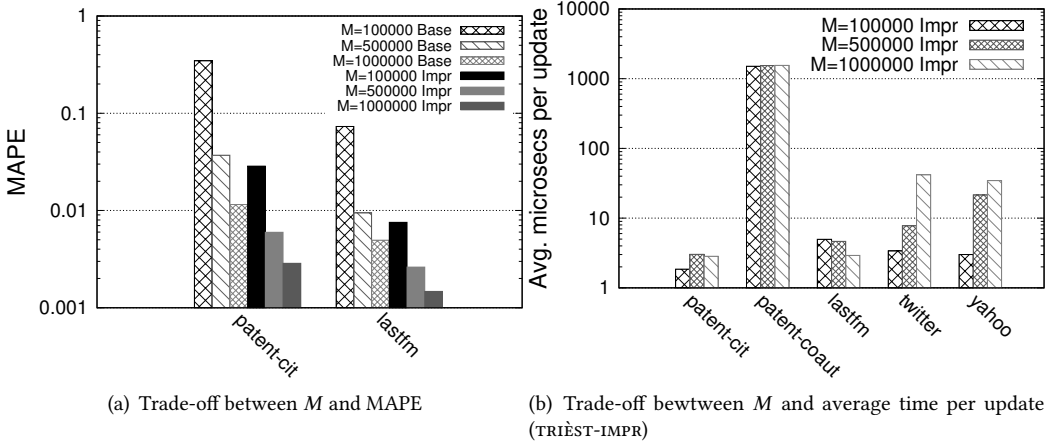 1
0.1
0.01
0.001
MAPE
M=100000 Base
M=500000 Base
M=1000000 Base
M=100000 Impr
M=500000 Impr
M=1000000 Impr
patent-cit
lastfm
(a) Trade-off between M and MAPE
10000
1000
100
10
1
Avg. microsecs per update
M=100000 Impr
M=500000 Impr
M=1000000 Impr
patent-cit
patent-coaut
lastfm
twitter
yahoo
(b) Trade-off bewtween M and average time per update
(TRIÈST-IMPR)